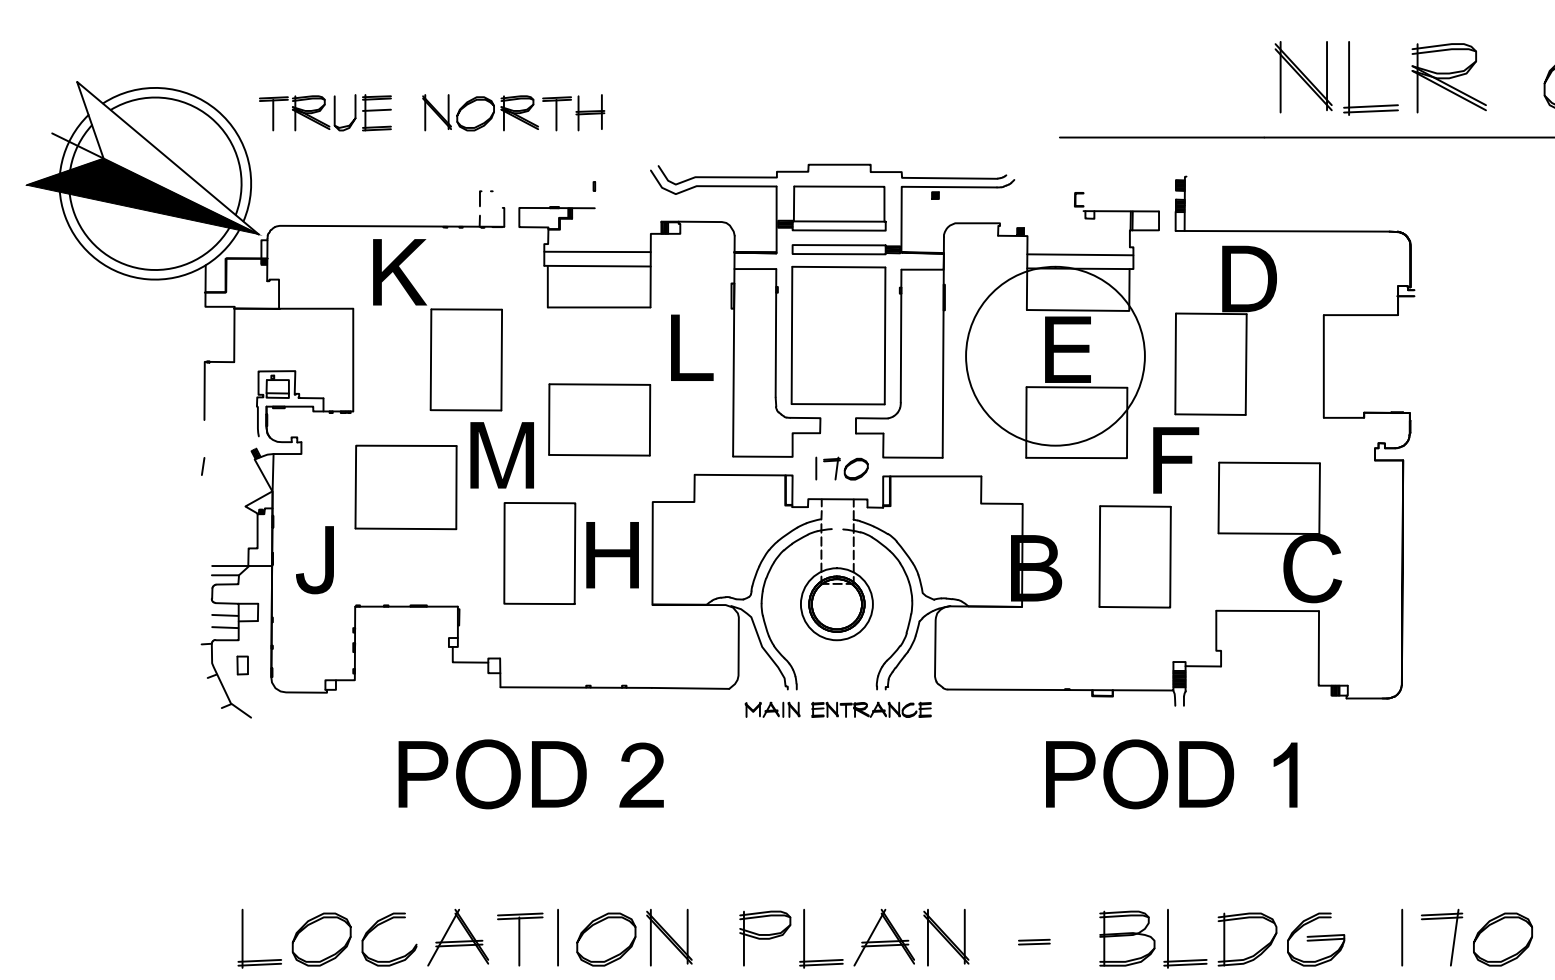 NLR
TRUE NORTH
K
D
L
E
M
F
170
J
H
B
C
MAIN ENTRANCE
POD 2
POD 1
LOCATION PLAN - BLDG 170